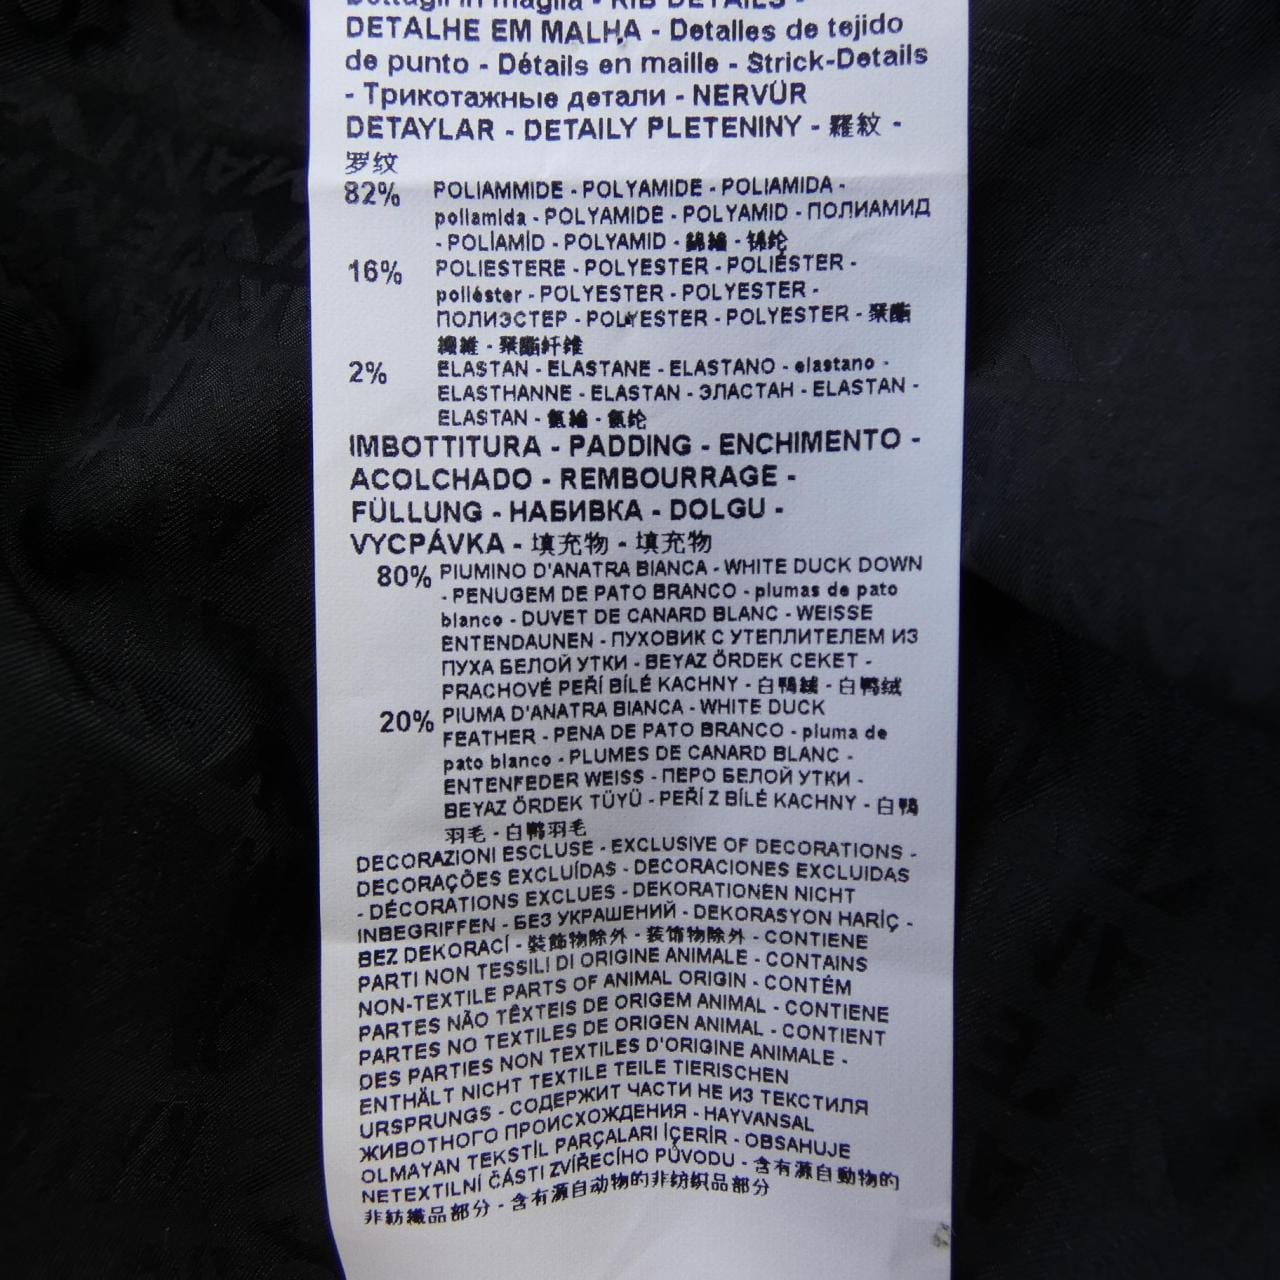 Dettagli in maglia - RIB DETAILS -
DETALHE EM MALHA - Detalles de tejido
de punto - Détails en maille - Strick-Details
- Трикотажные детали - NERVÜR
DETAYLAR - DETAILY PLETENINY - 羅紋 -
罗纹
82% POLIAMMIDE - POLYAMIDE - POLIAMIDA -
poliamida - POLYAMIDE - POLYAMID - ПОЛИАМИД
- POLİAMİD - POLYAMID - 錦綸 - 锦纶
16% POLIESTERE - POLYESTER - POLIÉSTER -
poliéster - POLYESTER - POLYESTER -
ПОЛИЭСТЕР - POLYESTER - POLYESTER - 聚酯
纖維 - 聚酯纤维
2% ELASTAN - ELASTANE - ELASTANO - elastano -
ELASTHANNE - ELASTAN - ЭЛАСТАН - ELASTAN -
ELASTAN - 氨綸 - 氨纶
IMBOTTITURA - PADDING - ENCHIMENTO -
ACOLCHADO - REMBOURRAGE -
FÜLLUNG - НАБИВКА - DOLGU -
VYCPÁVKA - 填充物 - 填充物
80% PIUMINO D'ANATRA BIANCA - WHITE DUCK DOWN
- PENUGEM DE PATO BRANCO - plumas de pato
blanco - DUVET DE CANARD BLANC - WEISSE
ENTENDAUNEN - ПУХОВИК С УТЕПЛИТЕЛЕМ ИЗ
ПУХА БЕЛОЙ УТКИ - BEYAZ ÖRDEK CEKET -
PRACHOVÉ PEŘÍ BÍLÉ KACHNY - 白鴨絨 - 白鸭绒
20% PIUMA D'ANATRA BIANCA - WHITE DUCK
FEATHER - PENA DE PATO BRANCO - pluma de
pato blanco - PLUMES DE CANARD BLANC -
ENTENFEDER WEISS - ПЕРО БЕЛОЙ УТКИ -
BEYAZ ÖRDEK TÜYÜ - PEŘÍ Z BÍLÉ KACHNY - 白鴨
羽毛 - 白鸭羽毛
DECORAZIONI ESCLUSE - EXCLUSIVE OF DECORATIONS -
DECORAÇÕES EXCLUÍDAS - DECORACIONES EXCLUIDAS
- DÉCORATIONS EXCLUES - DEKORATIONEN NICHT
INBEGRIFFEN - БЕЗ УКРАШЕНИЙ - DEKORASYON HARİÇ -
BEZ DEKORACÍ - 裝飾物除外 - 装饰物除外 - CONTIENE
PARTI NON TESSILI DI ORIGINE ANIMALE - CONTAINS
NON-TEXTILE PARTS OF ANIMAL ORIGIN - CONTÉM
PARTES NÃO TÊXTEIS DE ORIGEM ANIMAL - CONTIENE
PARTES NO TEXTILES DE ORIGEN ANIMAL - CONTIENT
DES PARTIES NON TEXTILES D'ORIGINE ANIMALE -
ENTHÄLT NICHT TEXTILE TEILE TIERISCHEN
URSPRUNGS - СОДЕРЖИТ ЧАСТИ НЕ ИЗ ТЕКСТИЛЯ
ЖИВОТНОГО ПРОИСХОЖДЕНИЯ - HAYVANSAL
OLMAYAN TEKSTİL PARÇALARI İÇERİR - OBSAHUJE
NETEXTILNÍ ČÁSTI ZVÍŘECÍHO PŮVODU - 含有源自動物的
非紡織品部分 - 含有源自动物的非纺织品部分